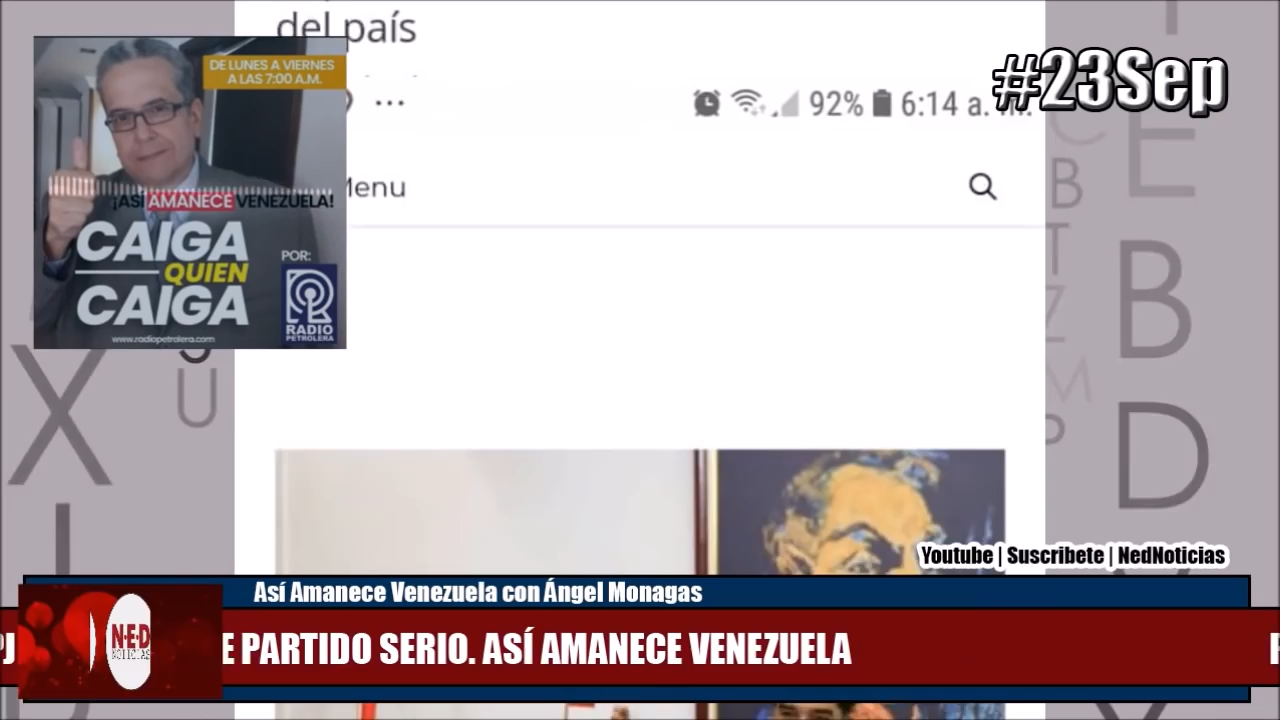 del país
#23Sep
DE LUNES A VIERNES
A LAS 7:00 A.M.
92% 6:14 a. m.
Menu
¡ASÍ AMANECE VENEZUELA!
CAIGA
QUIEN
CAIGA
POR:
RADIO
PETROLERA
www.radiopetrolera.com
E
C
B
T
Z
M
P
B
D
X
U
Youtube | Suscribete | NedNoticias
Así Amanece Venezuela con Ángel Monagas
N-E-D
NOTICIAS
E PARTIDO SERIO. ASÍ AMANECE VENEZUELA